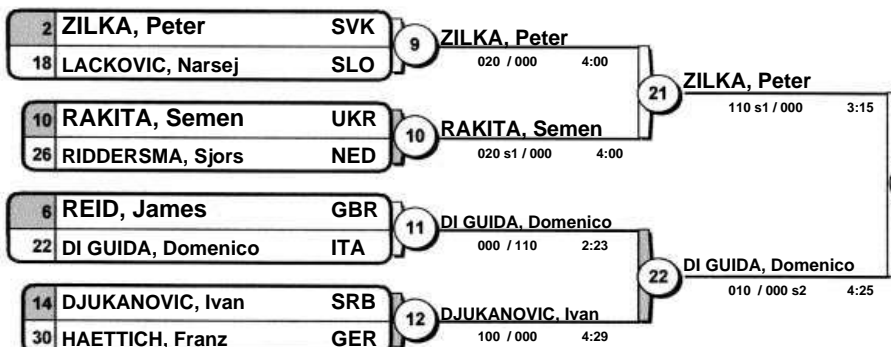 2 ZILKA, Peter SVK
18 LACKOVIC, Narsej SLO
9
ZILKA, Peter
020 / 000 4:00
10 RAKITA, Semen UKR
26 RIDDERSMA, Sjors NED
10
RAKITA, Semen
020 s1 / 000 4:00
21
ZILKA, Peter
110 s1 / 000 3:15
6 REID, James GBR
22 DI GUIDA, Domenico ITA
11
DI GUIDA, Domenico
000 / 110 2:23
14 DJUKANOVIC, Ivan SRB
30 HAETTICH, Franz GER
12
DJUKANOVIC, Ivan
100 / 000 4:29
22
DI GUIDA, Domenico
010 / 000 s2 4:25